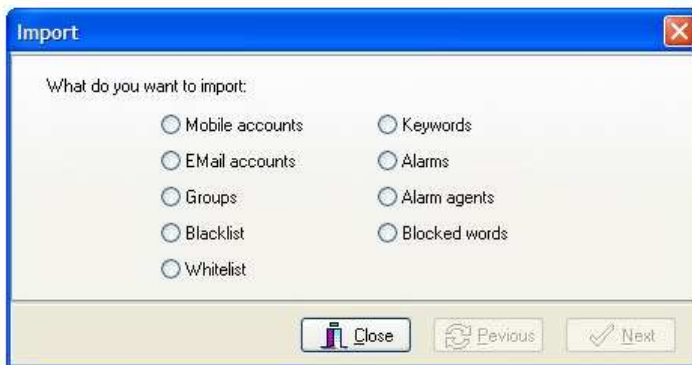 Import
What do you want to import:
Mobile accounts
EMail accounts
Groups
Blacklist
Whitelist
Keywords
Alarms
Alarm agents
Blocked words
Close
Pevious
Next